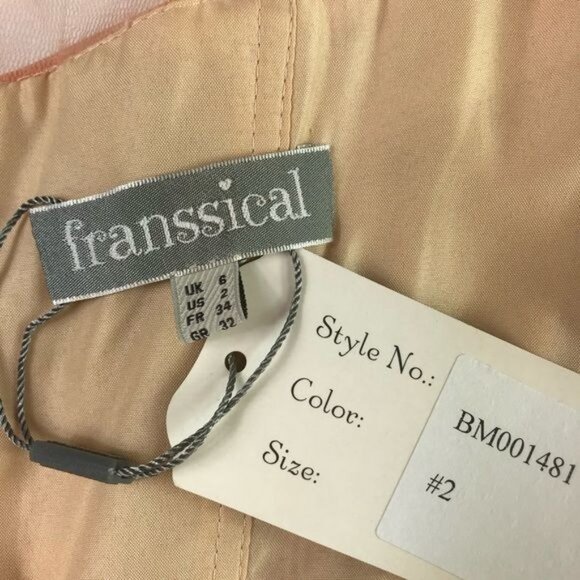 franssical
UK 6
US 2
FR 34
GR 32
Style No.: BM001481
Color:
Size: #2